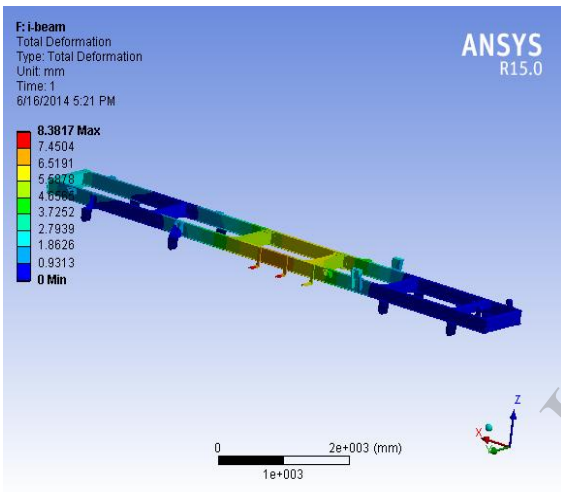 F: i-beam
Total Deformation
Type: Total Deformation
Unit: mm
Time: 1
6/16/2014 5:21 PM
ANSYS
R15.0
8.3817 Max
7.4504
6.5191
5.5878
3.7252
2.7939
1.8626
0.9313
0 Min
0
2e+003 (mm)
1e+003
Z
X